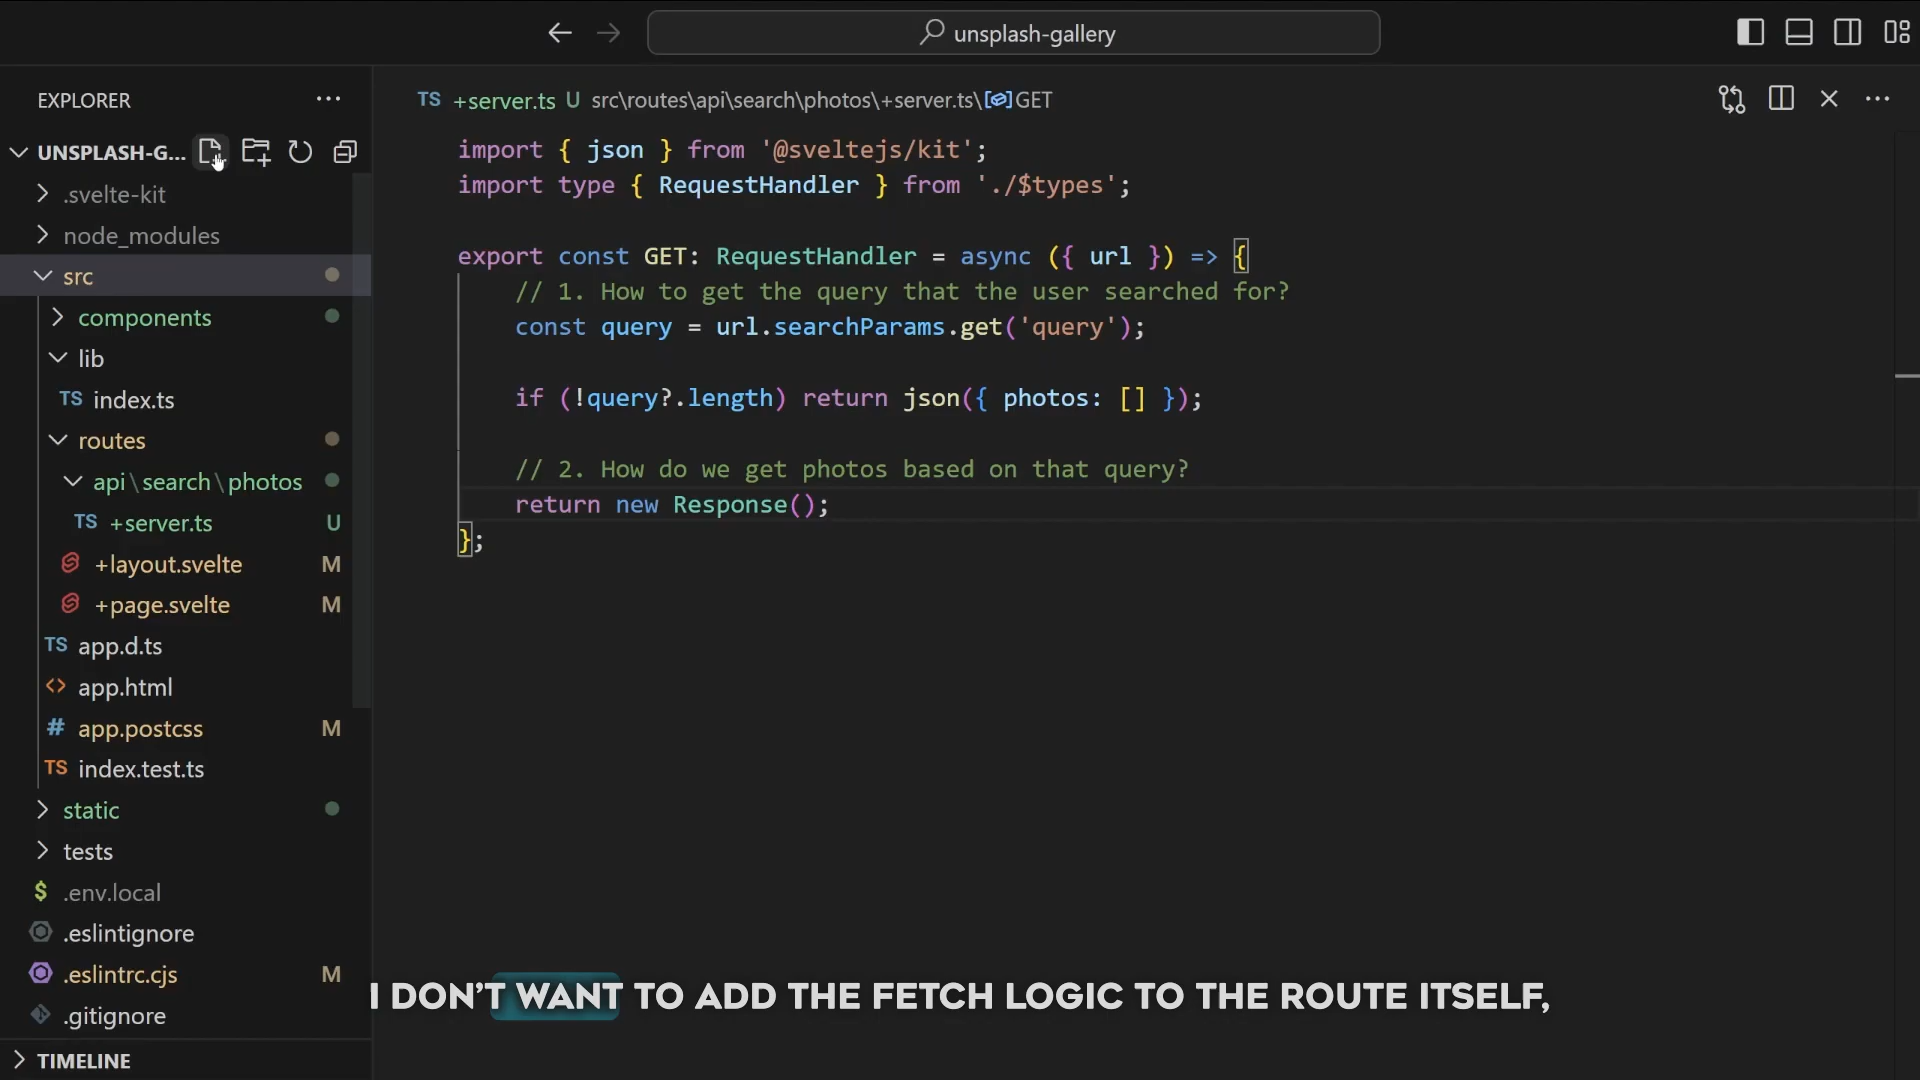 unsplash-gallery
EXPLORER
UNSPLASH-G...
.svelte-kit
node_modules
src
components
lib
TS index.ts
routes
api\search\photos
TS +server.ts U
+layout.svelte M
+page.svelte M
TS app.d.ts
<> app.html
# app.postcss M
TS index.test.ts
static
tests
$ .env.local
.eslintignore
.eslintrc.cjs M
.gitignore
TIMELINE
TS +server.ts U src\routes\api\search\photos\+server.ts\GET
import { json } from '@sveltejs/kit';
import type { RequestHandler } from './$types';
export const GET: RequestHandler = async ({ url }) => {
// 1. How to get the query that the user searched for?
const query = url.searchParams.get('query');
if (!query?.length) return json({ photos: [] });
// 2. How do we get photos based on that query?
return new Response();
};
I DON'T WANT TO ADD THE FETCH LOGIC TO THE ROUTE ITSELF,